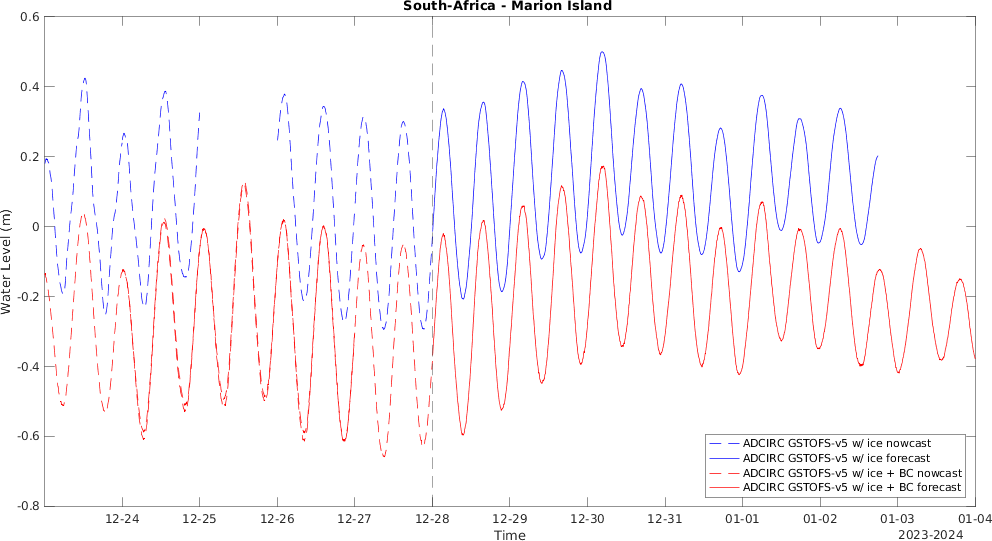 South-Africa - Marion Island
Water Level (m)
0.6
0.4
0.2
0
-0.2
-0.4
-0.6
-0.8
ADCIRC GSTOFS-v5 w/ ice nowcast
ADCIRC GSTOFS-v5 w/ ice forecast
ADCIRC GSTOFS-v5 w/ ice + BC nowcast
ADCIRC GSTOFS-v5 w/ ice + BC forecast
12-24 12-25 12-26 12-27 12-28 12-29 12-30 12-31 01-01 01-02 01-03 01-04
Time
2023-2024